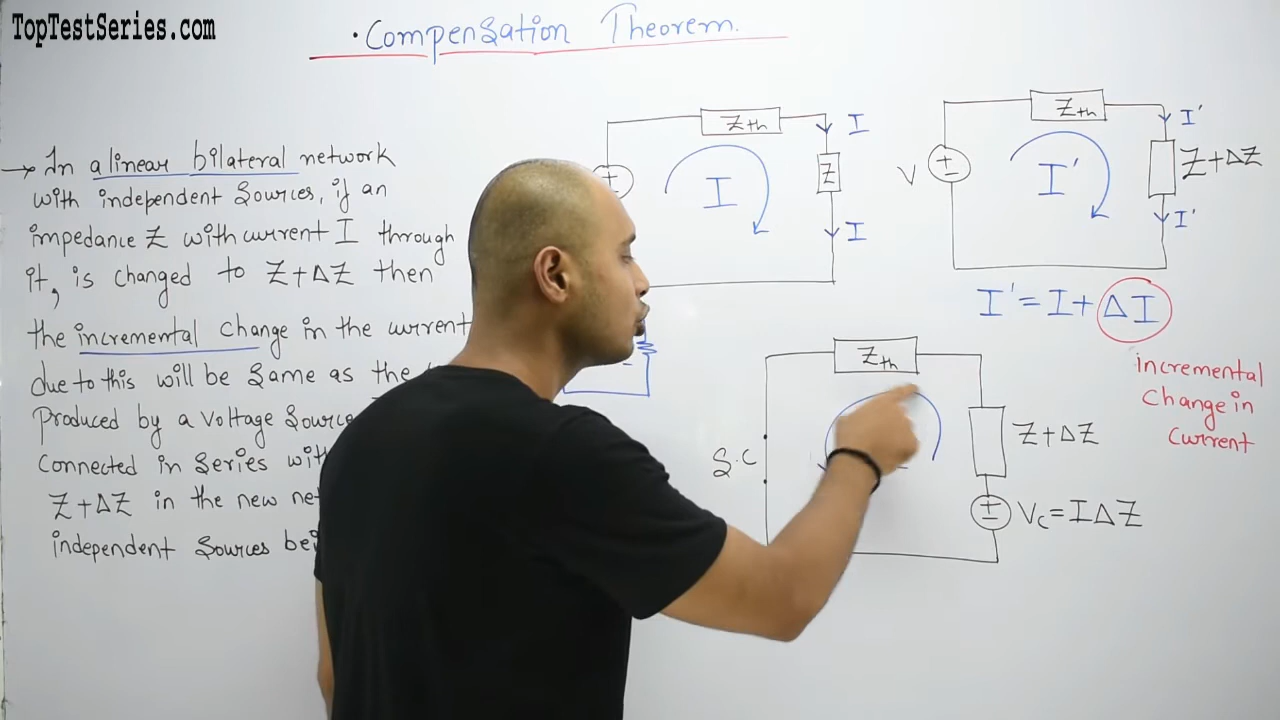 TopTestSeries.com
• Compensation Theorem.
→ In a linear bilateral network
with independent Sources, if an
impedance Z with current I through
it, is changed to Z+ΔZ then
the incremental change in the current
due to this will be Same as the
Produced by a voltage Source
Connected in Series with
Z+ΔZ in the new
independent Sources
Zth
I
Z
I
I
±
Zth
I'
V
±
I'
Z+ΔZ
I'
I' = I + ΔI
incremental
Change in
Current
Zth
Z+ΔZ
S.C
±
Vc = IΔZ